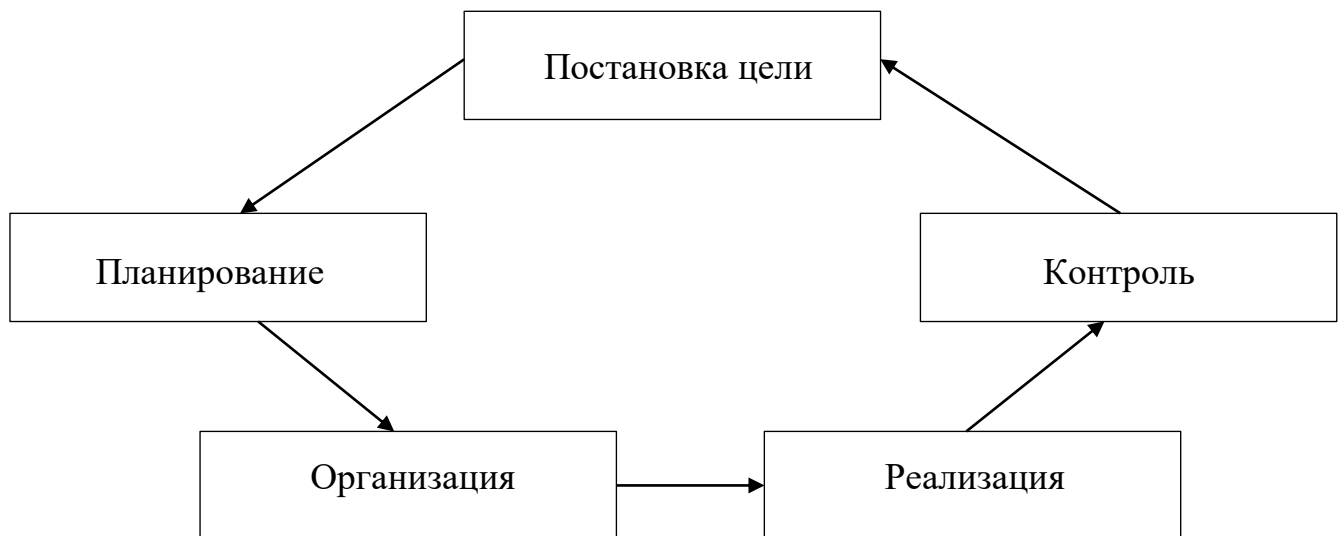 Постановка цели
Планирование
Контроль
Организация
Реализация